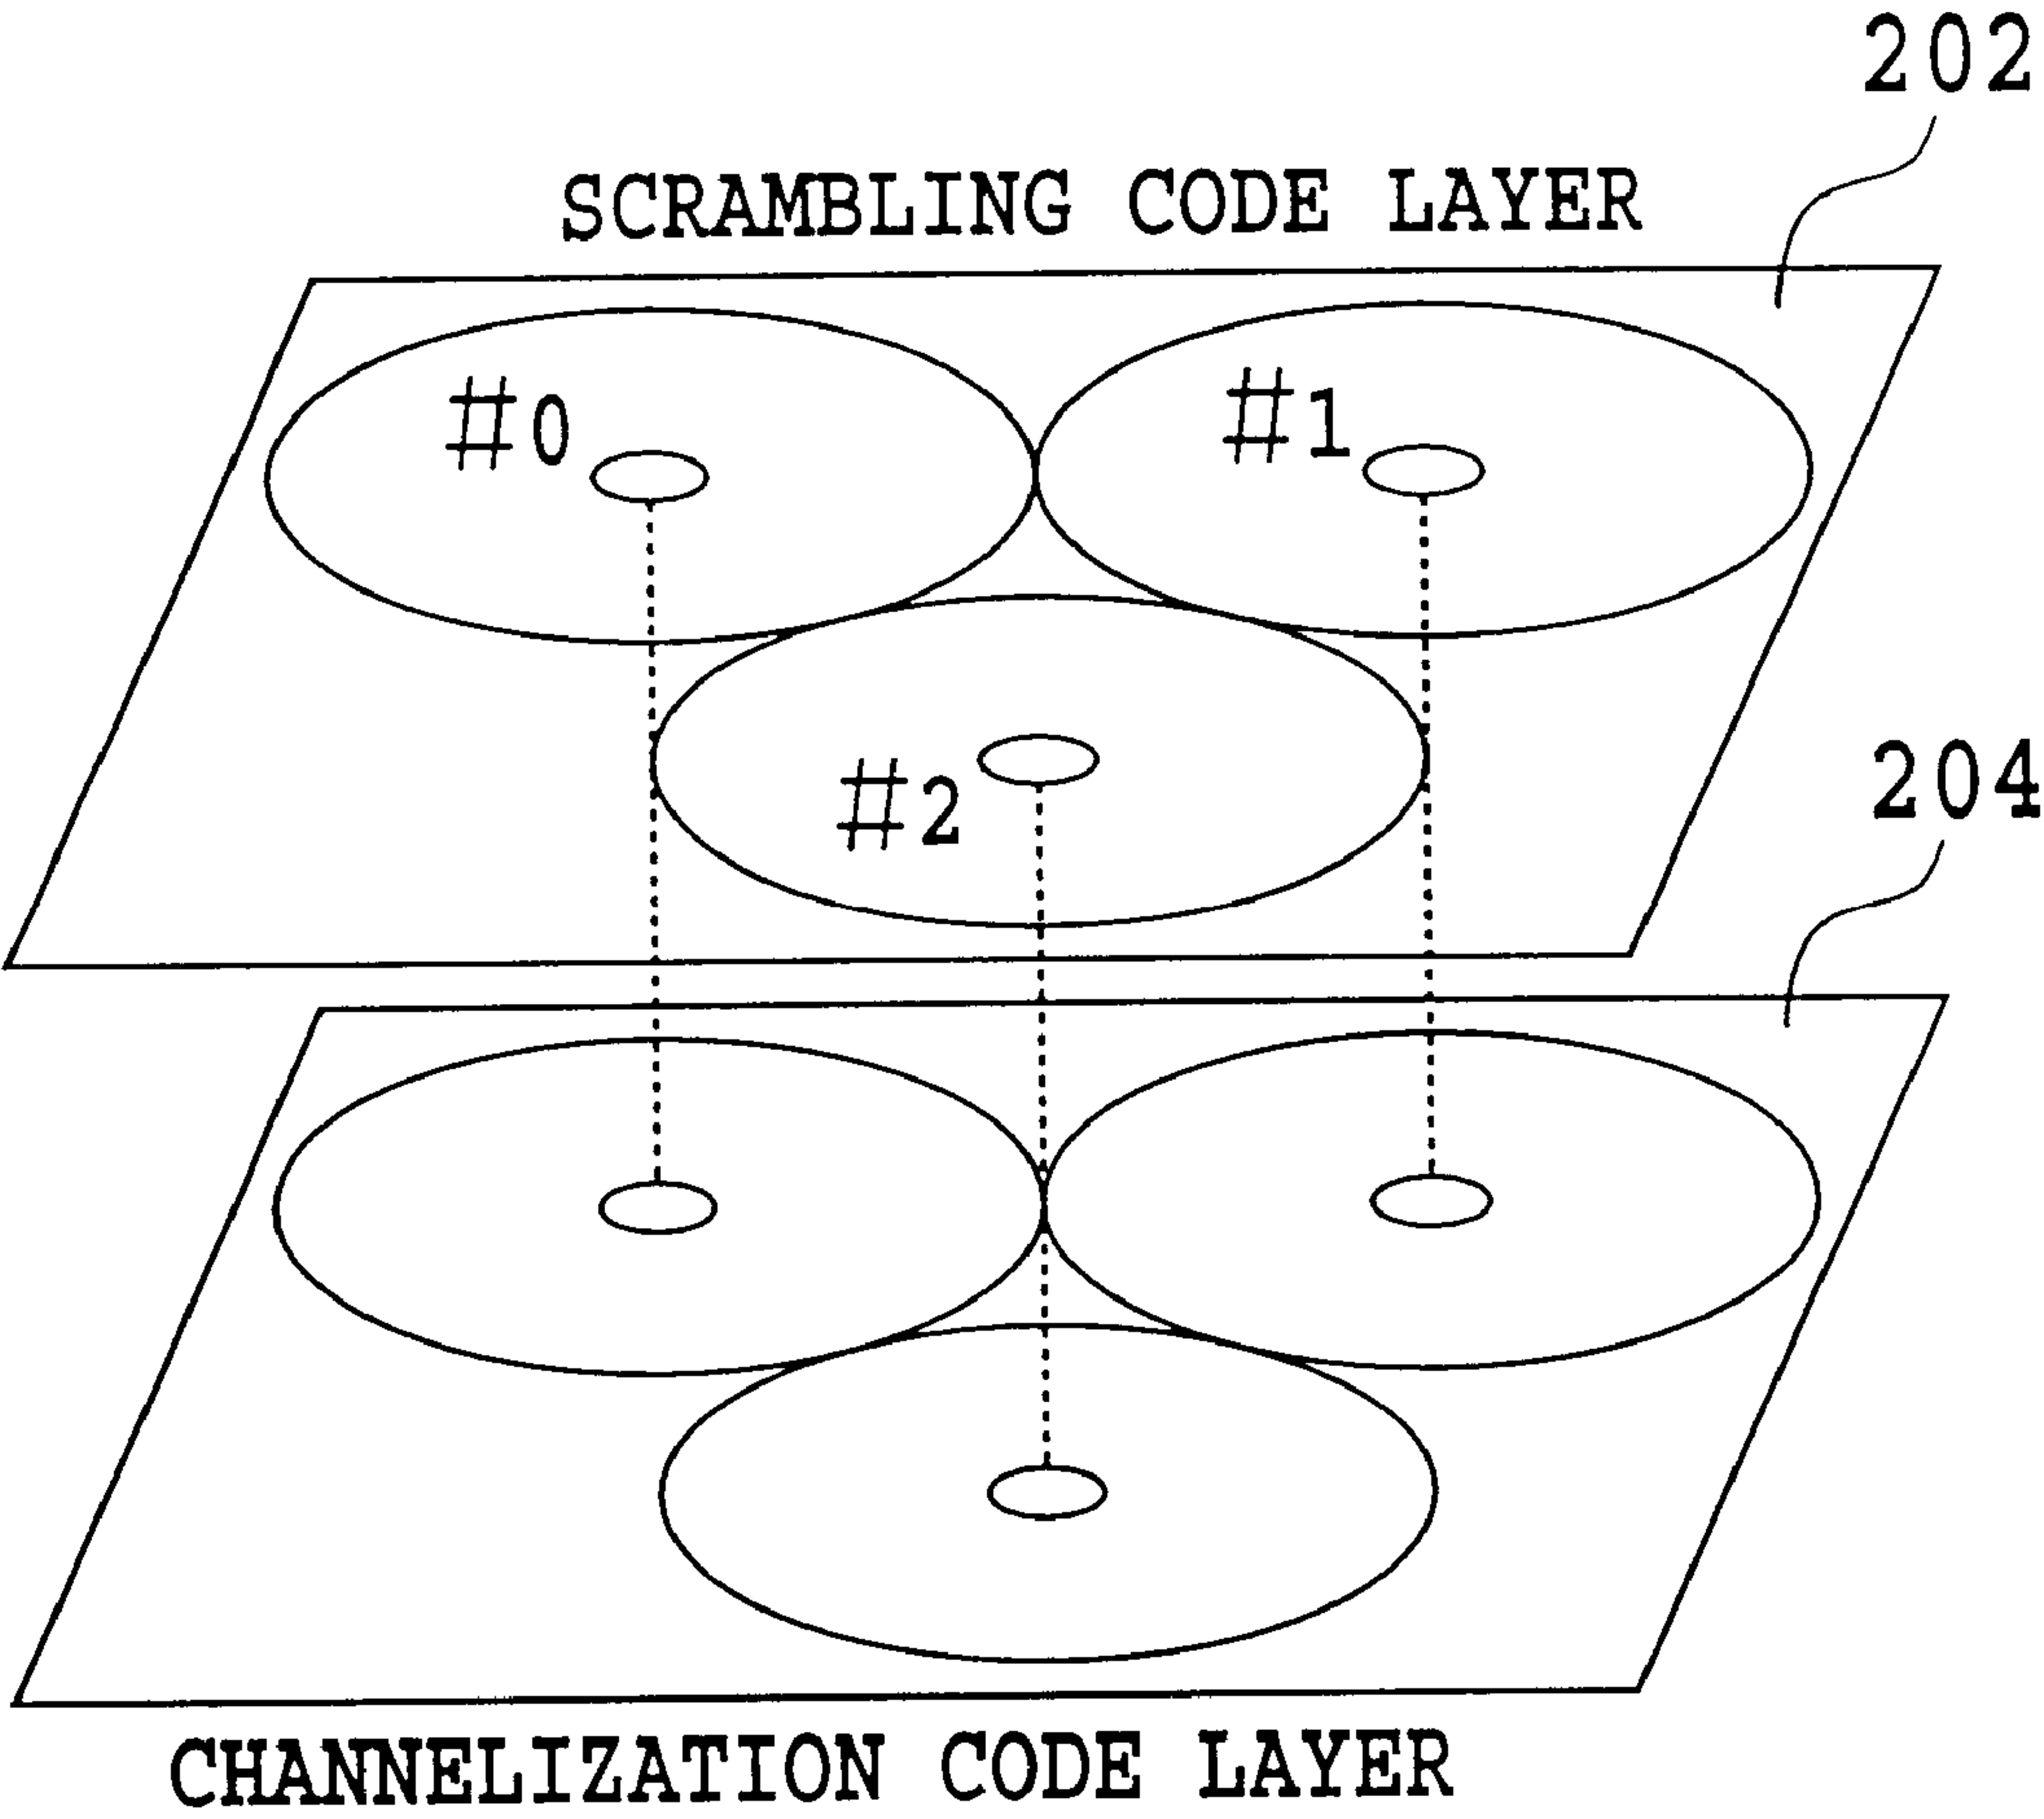 202
SCRAMBLING CODE LAYER
#0
#1
#2
204
CHANNELIZATION CODE LAYER